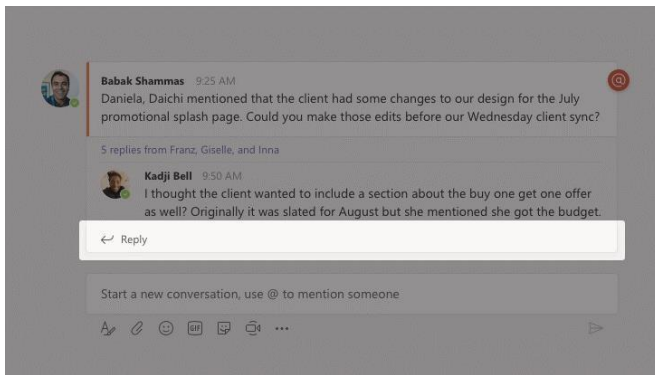 Babak Shammas 9:25 AM
@
Daniela, Daichi mentioned that the client had some changes to our design for the July
promotional splash page. Could you make those edits before our Wednesday client sync?
5 replies from Franz, Giselle, and Inna
Kadji Bell 9:50 AM
I thought the client wanted to include a section about the buy one get one offer
as well? Originally it was slated for August but she mentioned she got the budget.
Reply
Start a new conversation, use @ to mention someone
GIF